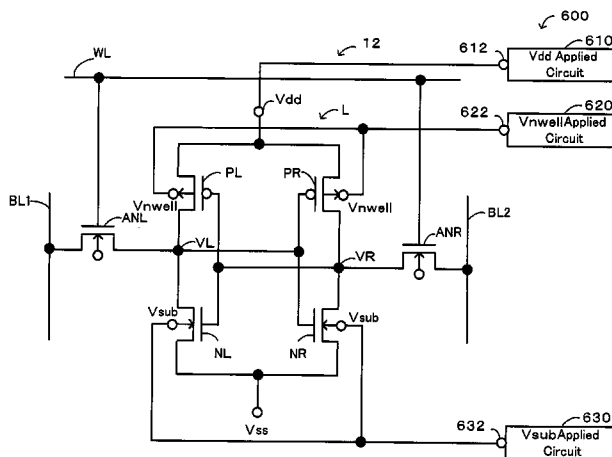 600
12
612
610
Vdd Applied
Circuit
WL
Vdd
L
622
620
VnwellApplied
Circuit
PL
PR
Vnwell
Vnwell
BL1
BL2
ANL
ANR
VL
VR
Vsub
Vsub
NL
NR
Vss
632
630
VsubApplied
Circuit